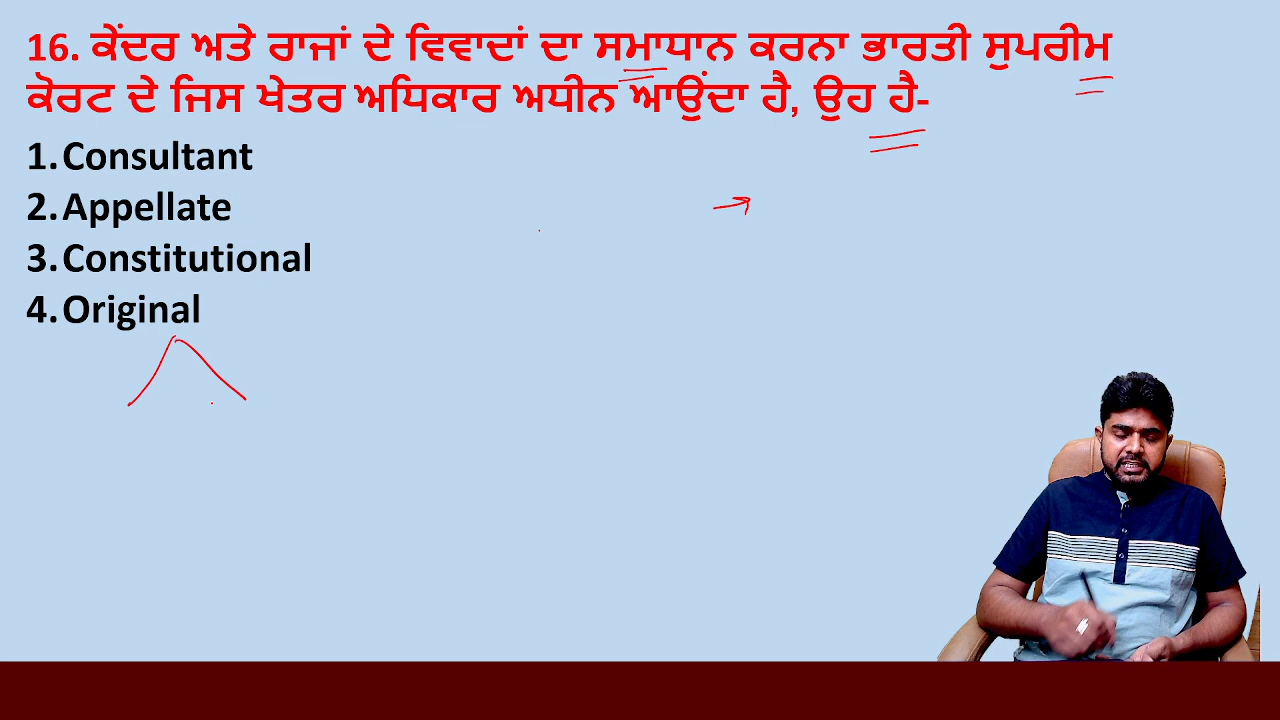 16. ਕੇਂਦਰ ਅਤੇ ਰਾਜਾਂ ਦੇ ਵਿਵਾਦਾਂ ਦਾ ਸਮਾਧਾਨ ਕਰਨਾ ਭਾਰਤੀ ਸੁਪਰੀਮ
ਕੋਰਟ ਦੇ ਜਿਸ ਖੇਤਰ ਅਧਿਕਾਰ ਅਧੀਨ ਆਉਂਦਾ ਹੈ, ਉਹ ਹੈ-
1. Consultant
2. Appellate
3. Constitutional
4. Original